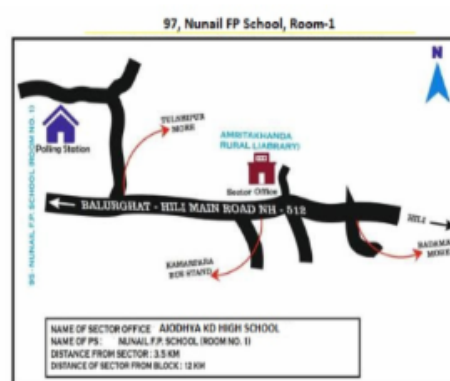 97, Nunail FP School, Room-1
N
TULSHIPUR
MORE
AMRITAKHANDA
RURAL LIABRARY)
Polling Station
Sector Office
95 -NUNAIL F.P. SCHOOL (ROOM NO. 1)
BALURGHAT - HILI MAIN ROAD NH - 512
HILI
KAMARPARA
BUS STAND
BADAMA
MORE
NAME OF SECTOR OFFICE AJODHYA KD HIGH SCHOOL
NAME OF PS : NUNAIL F.P. SCHOOL (ROOM NO. 1)
DISTANCE FROM SECTOR : 3.5 KM
DISTANCE OF SECTOR FROM BLOCK : 12 KM